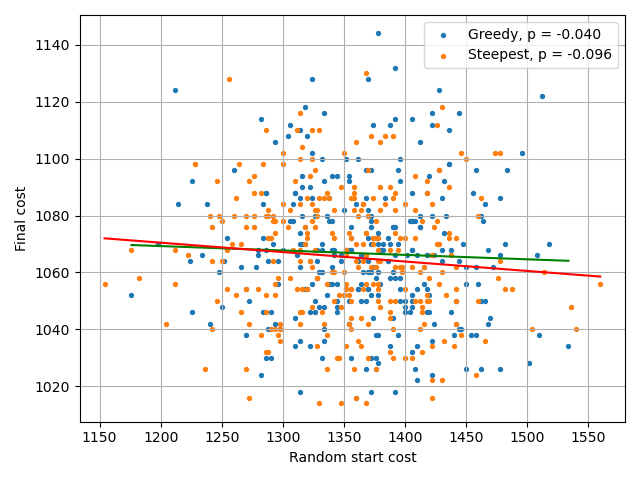 Greedy, p = -0.040
Steepest, p = -0.096
Final cost
1140
1120
1100
1080
1060
1040
1020
1150 1200 1250 1300 1350 1400 1450 1500 1550
Random start cost